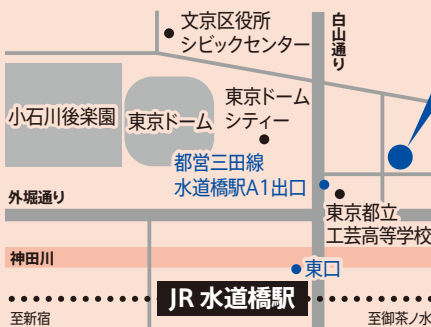 文京区役所
シビックセンター
白山通り
小石川後楽園
東京ドーム
東京ドーム
シティー
都営三田線
水道橋駅A1出口
外堀通り
東京都立
工芸高等学校
神田川
東口
JR 水道橋駅
至新宿
至御茶ノ水